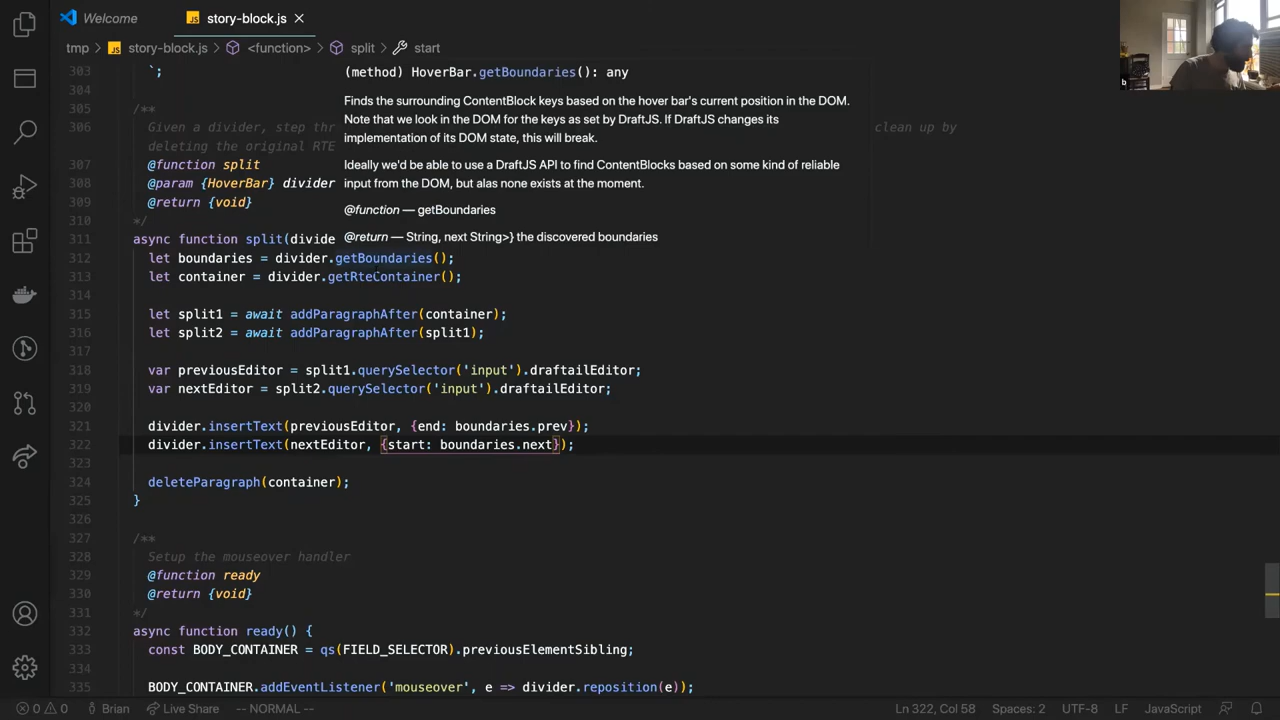 Welcome
JS story-block.js ×
tmp > JS story-block.js > <function> > split > start
303 `;
304
305 /**
306 Given a divider, step thr clean up by
deleting the original RTE
307 @function split
308 @param {HoverBar} divider
309 @return {void}
310 */
311 async function split(divide
312 let boundaries = divider.getBoundaries();
313 let container = divider.getRteContainer();
314
315 let split1 = await addParagraphAfter(container);
316 let split2 = await addParagraphAfter(split1);
317
318 var previousEditor = split1.querySelector('input').draftailEditor;
319 var nextEditor = split2.querySelector('input').draftailEditor;
320
321 divider.insertText(previousEditor, {end: boundaries.prev});
322 divider.insertText(nextEditor, {start: boundaries.next});
323
324 deleteParagraph(container);
325 }
326
327 /**
328 Setup the mouseover handler
329 @function ready
330 @return {void}
331 */
332 async function ready() {
333 const BODY_CONTAINER = qs(FIELD_SELECTOR).previousElementSibling;
334
335 BODY_CONTAINER.addEventListener('mouseover', e => divider.reposition(e));
(method) HoverBar.getBoundaries(): any
Finds the surrounding ContentBlock keys based on the hover bar's current position in the DOM.
Note that we look in the DOM for the keys as set by DraftJS. If DraftJS changes its
implementation of its DOM state, this will break.
Ideally we'd be able to use a DraftJS API to find ContentBlocks based on some kind of reliable
input from the DOM, but alas none exists at the moment.
@function — getBoundaries
@return — String, next String>} the discovered boundaries
b
0 0 Brian Live Share -- NORMAL -- Ln 322, Col 58 Spaces: 2 UTF-8 LF JavaScript